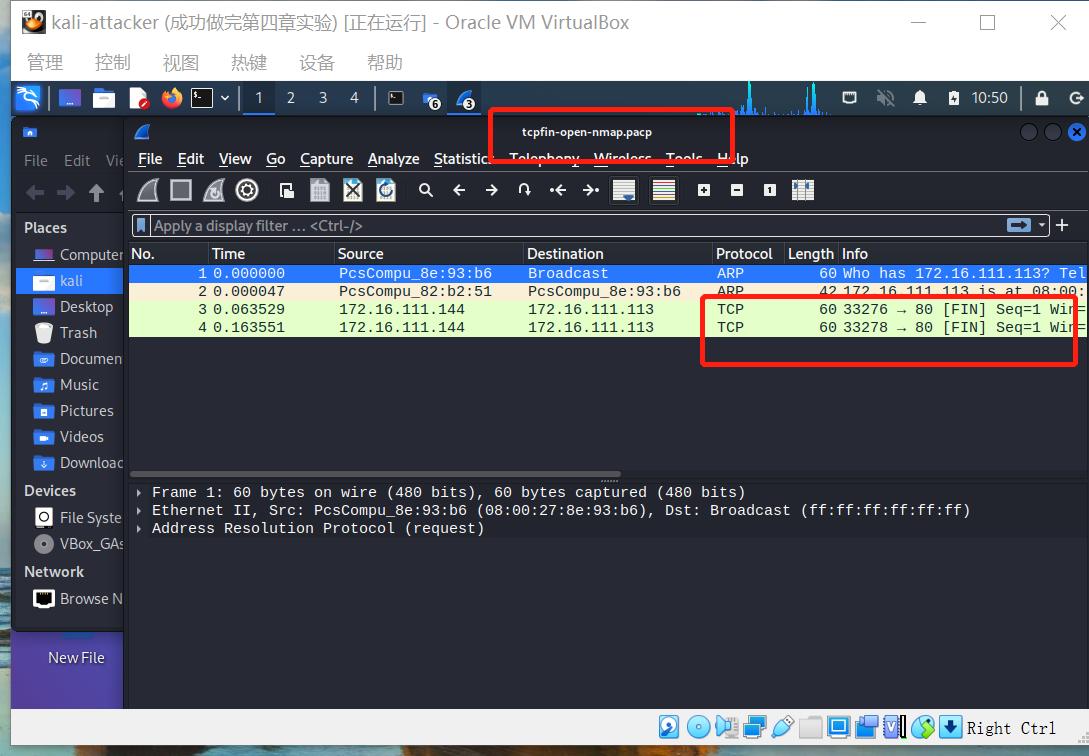 kali-attacker (成功做完第四章实验) [正在运行] - Oracle VM VirtualBox
管理 控制 视图 热键 设备 帮助
1 2 3 4 6 3 10:50
tcpfin-open-nmap.pacp
File Edit Vie
File Edit View Go Capture Analyze Statistics Telephony Wireless Tools Help
Apply a display filter ... <Ctrl-/>
No. Time Source Destination Protocol Length Info
1 0.000000 PcsCompu_8e:93:b6 Broadcast ARP 60 Who has 172.16.111.113? Tel
2 0.000047 PcsCompu_82:b2:51 PcsCompu_8e:93:b6 ARP 42 172.16.111.113 is at 08:00:
3 0.063529 172.16.111.144 172.16.111.113 TCP 60 33276 → 80 [FIN] Seq=1 Win=
4 0.163551 172.16.111.144 172.16.111.113 TCP 60 33278 → 80 [FIN] Seq=1 Win=
Places
Computer
kali
Desktop
Trash
Documen
Music
Pictures
Videos
Downloac
Devices
File Syste
VBox_GAs
Network
Browse N
Frame 1: 60 bytes on wire (480 bits), 60 bytes captured (480 bits)
Ethernet II, Src: PcsCompu_8e:93:b6 (08:00:27:8e:93:b6), Dst: Broadcast (ff:ff:ff:ff:ff:ff)
Address Resolution Protocol (request)
New File
Right Ctrl